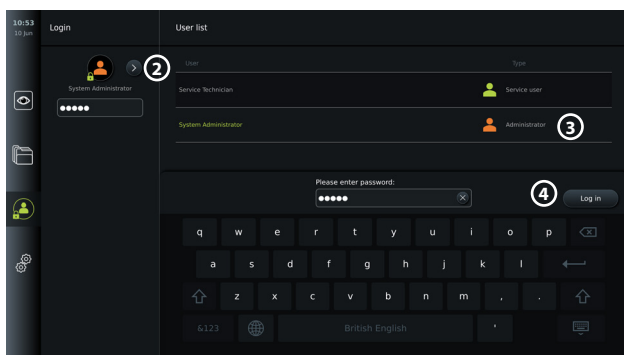 10:53
10 Jun
Login
User list
2
User
Type
System Administrator
Service Technician
Service user
System Administrator
Administrator
3
Please enter password:
4
Log in
q w e r t y u i o p
a s d f g h j k l
z x c v b n m , .
&123
British English
'